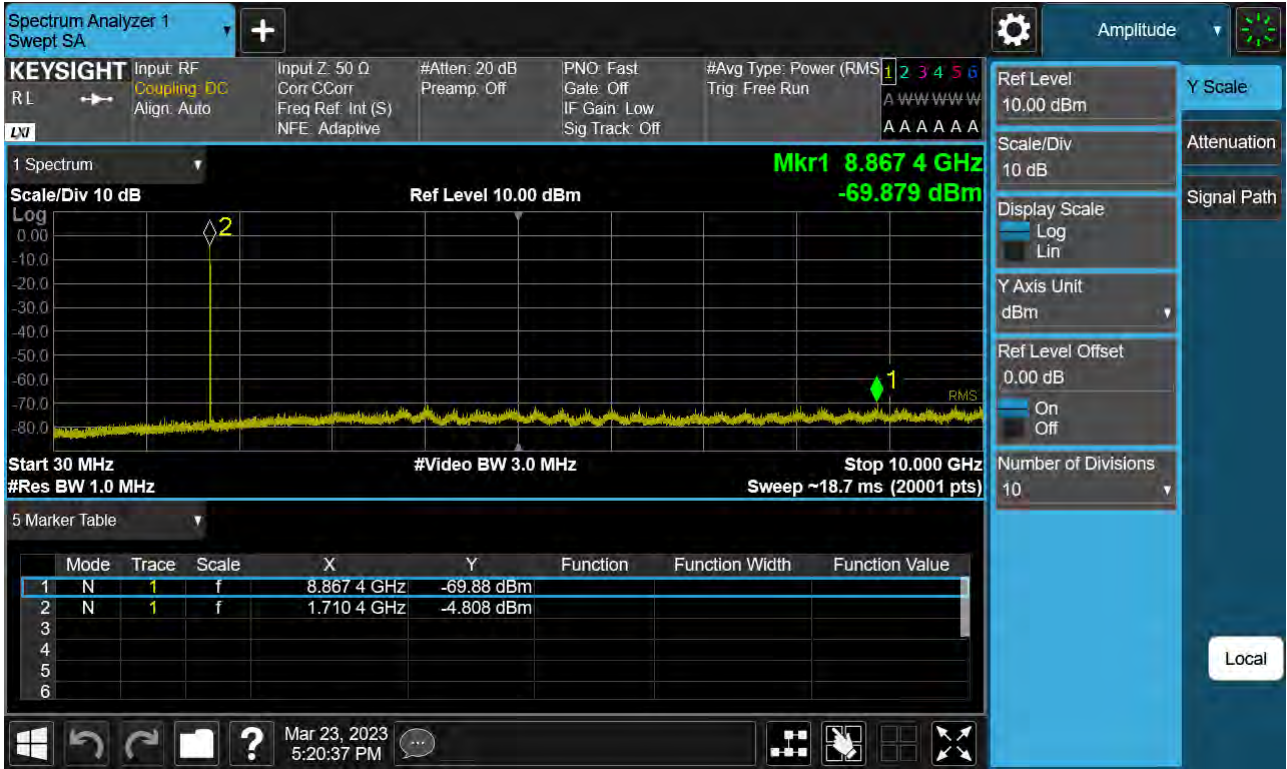 Spectrum Analyzer 1
Swept SA
Amplitude
KEYSIGHT
RL
LXI
Input: RF
Coupling: DC
Align: Auto
Input Z: 50 Ω
Corr CCorr
Freq Ref: Int (S)
NFE: Adaptive
#Atten: 20 dB
Preamp: Off
PNO: Fast
Gate: Off
IF Gain: Low
Sig Track: Off
#Avg Type: Power (RMS
Trig: Free Run
1 2 3 4 5 6
A W W W W W
A A A A A A
1 Spectrum
Mkr1 8.867 4 GHz
-69.879 dBm
Scale/Div 10 dB
Ref Level 10.00 dBm
Log
0.00
-10.0
-20.0
-30.0
-40.0
-50.0
-60.0
-70.0
-80.0
2
1
RMS
Start 30 MHz
#Video BW 3.0 MHz
Stop 10.000 GHz
#Res BW 1.0 MHz
Sweep ~18.7 ms (20001 pts)
5 Marker Table
Mode Trace Scale X Y Function Function Width Function Value
1 N 1 f 8.867 4 GHz -69.88 dBm
2 N 1 f 1.710 4 GHz -4.808 dBm
3
4
5
6
Mar 23, 2023
5:20:37 PM
Ref Level
10.00 dBm
Scale/Div
10 dB
Display Scale
Log
Lin
Y Axis Unit
dBm
Ref Level Offset
0.00 dB
On
Off
Number of Divisions
10
Y Scale
Attenuation
Signal Path
Local